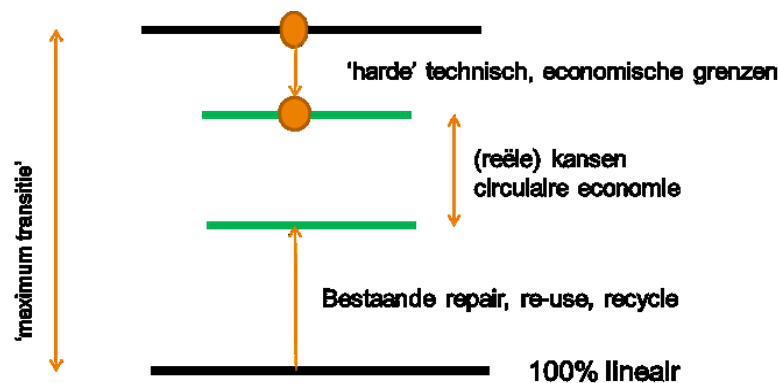 'harde' technisch, economische grenzen
(reële) kansen
circulaire economie
'maximum transitie'
Bestaande repair, re-use, recycle
100% lineair